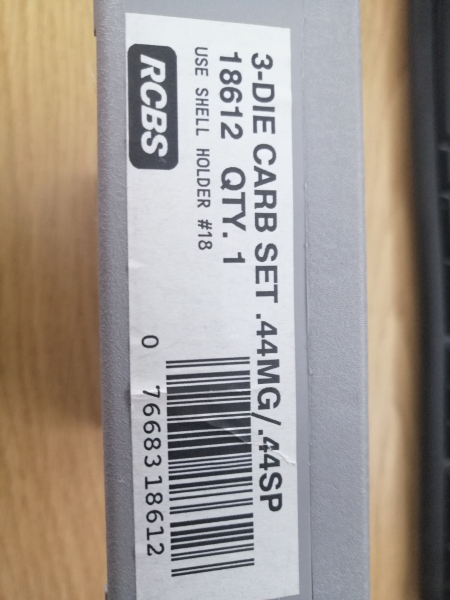 3-DIE CARB SET .44MG/.44SP
18612 QTY. 1
USE SHELL HOLDER #18
RCBS
0 76683 18612